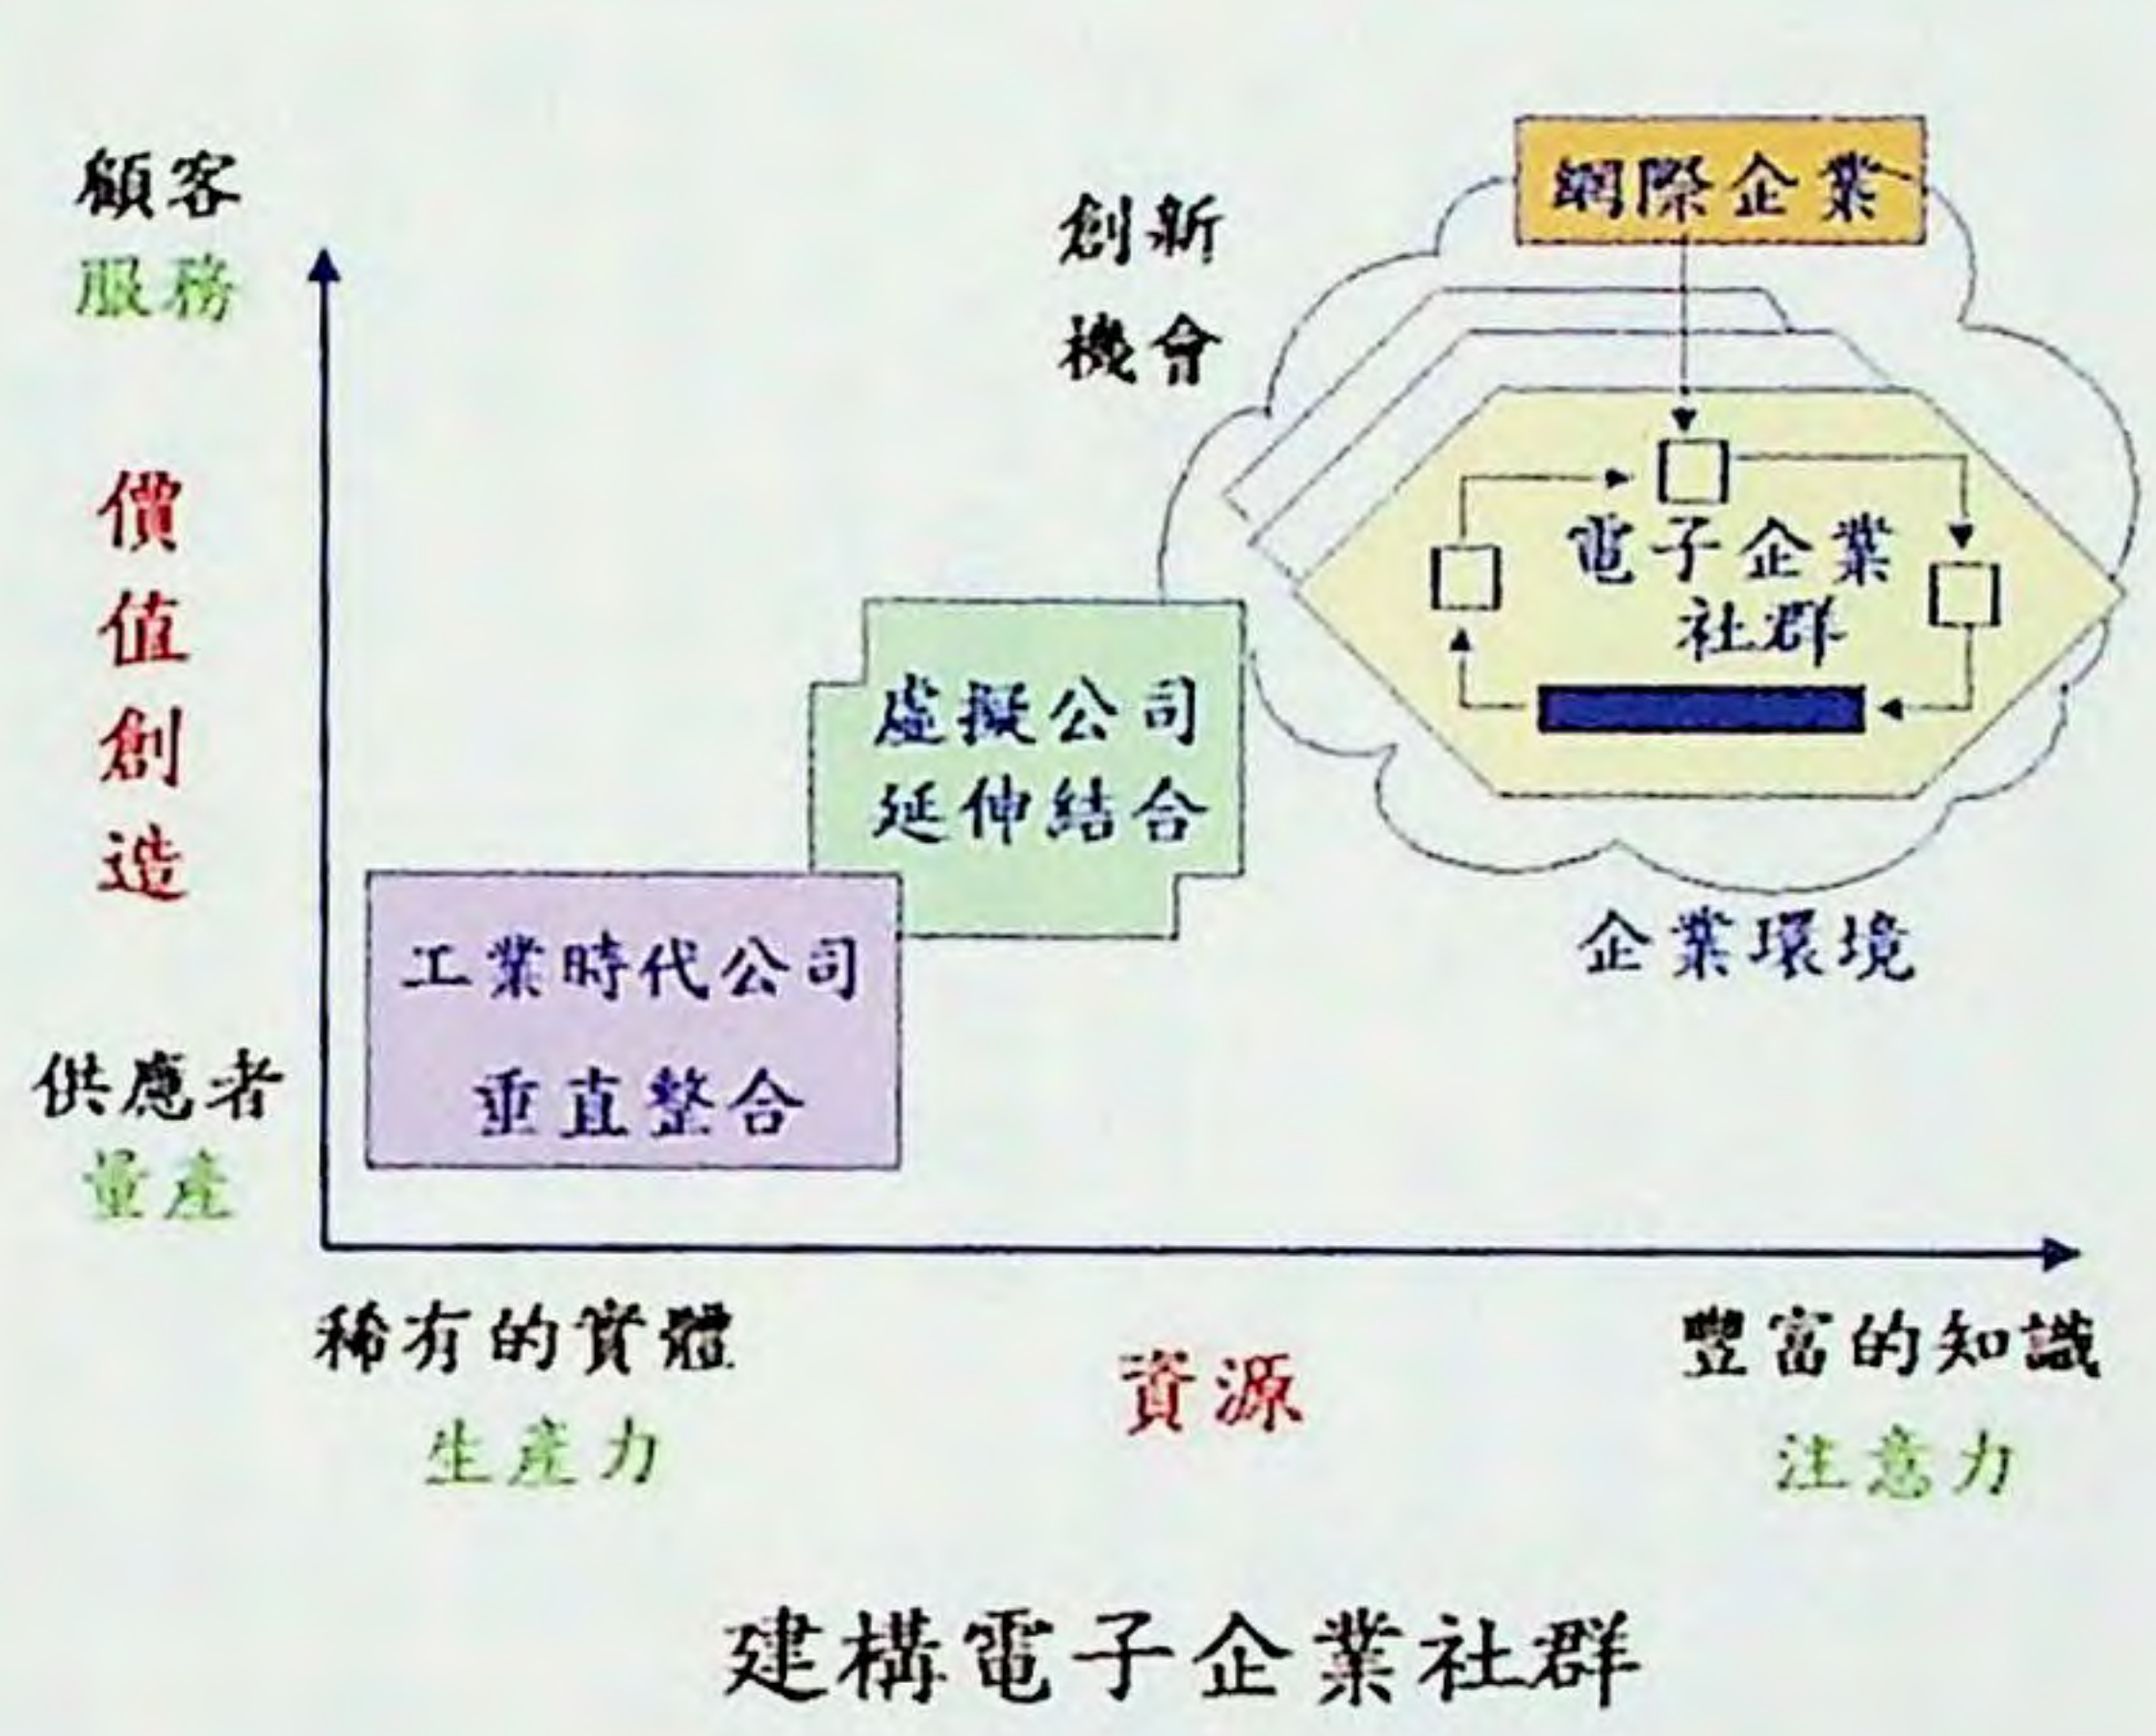 顧客
服務
價
值
創
造
供應者
量產
創新
機會
網際企業
電子企業
社群
企業環境
虛擬公司
延伸結合
工業時代公司
垂直整合
稀有的實體
生產力
資源
豐富的知識
注意力
建構電子企業社群